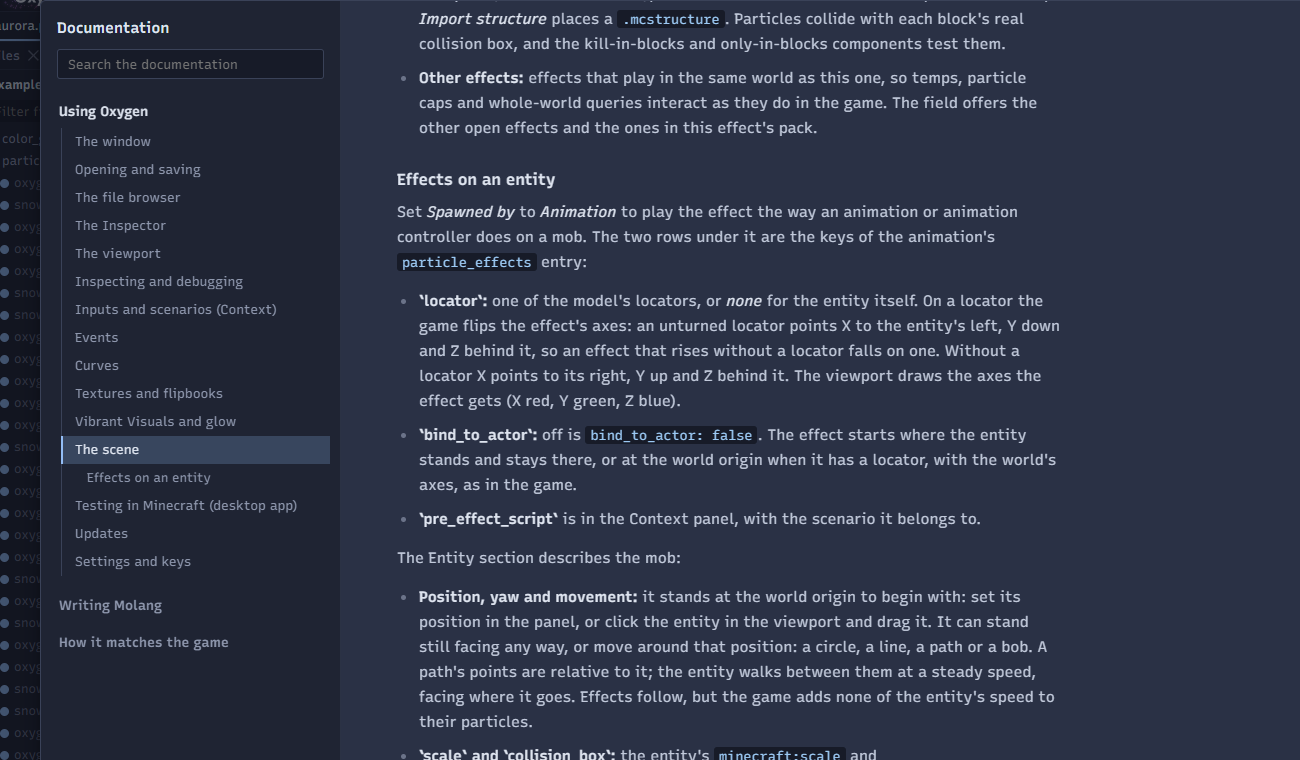 Documentation
Search the documentation
Using Oxygen
The window
Opening and saving
The file browser
The Inspector
The viewport
Inspecting and debugging
Inputs and scenarios (Context)
Events
Curves
Textures and flipbooks
Vibrant Visuals and glow
The scene
Effects on an entity
Testing in Minecraft (desktop app)
Updates
Settings and keys
Writing Molang
How it matches the game
Import structure places a .mcstructure. Particles collide with each block's real
collision box, and the kill-in-blocks and only-in-blocks components test them.
• Other effects: effects that play in the same world as this one, so temps, particle
caps and whole-world queries interact as they do in the game. The field offers the
other open effects and the ones in this effect's pack.
Effects on an entity
Set Spawned by to Animation to play the effect the way an animation or animation
controller does on a mob. The two rows under it are the keys of the animation's
particle_effects entry:
• `locator`: one of the model's locators, or none for the entity itself. On a locator the
game flips the effect's axes: an unturned locator points X to the entity's left, Y down
and Z behind it, so an effect that rises without a locator falls on one. Without a
locator X points to its right, Y up and Z behind it. The viewport draws the axes the
effect gets (X red, Y green, Z blue).
• `bind_to_actor`: off is bind_to_actor: false. The effect starts where the entity
stands and stays there, or at the world origin when it has a locator, with the world's
axes, as in the game.
• `pre_effect_script` is in the Context panel, with the scenario it belongs to.
The Entity section describes the mob:
• Position, yaw and movement: it stands at the world origin to begin with: set its
position in the panel, or click the entity in the viewport and drag it. It can stand
still facing any way, or move around that position: a circle, a line, a path or a bob. A
path's points are relative to it; the entity walks between them at a steady speed,
facing where it goes. Effects follow, but the game adds none of the entity's speed to
their particles.
• `scale` and `collision_box`: the entity's minecraft:scale and